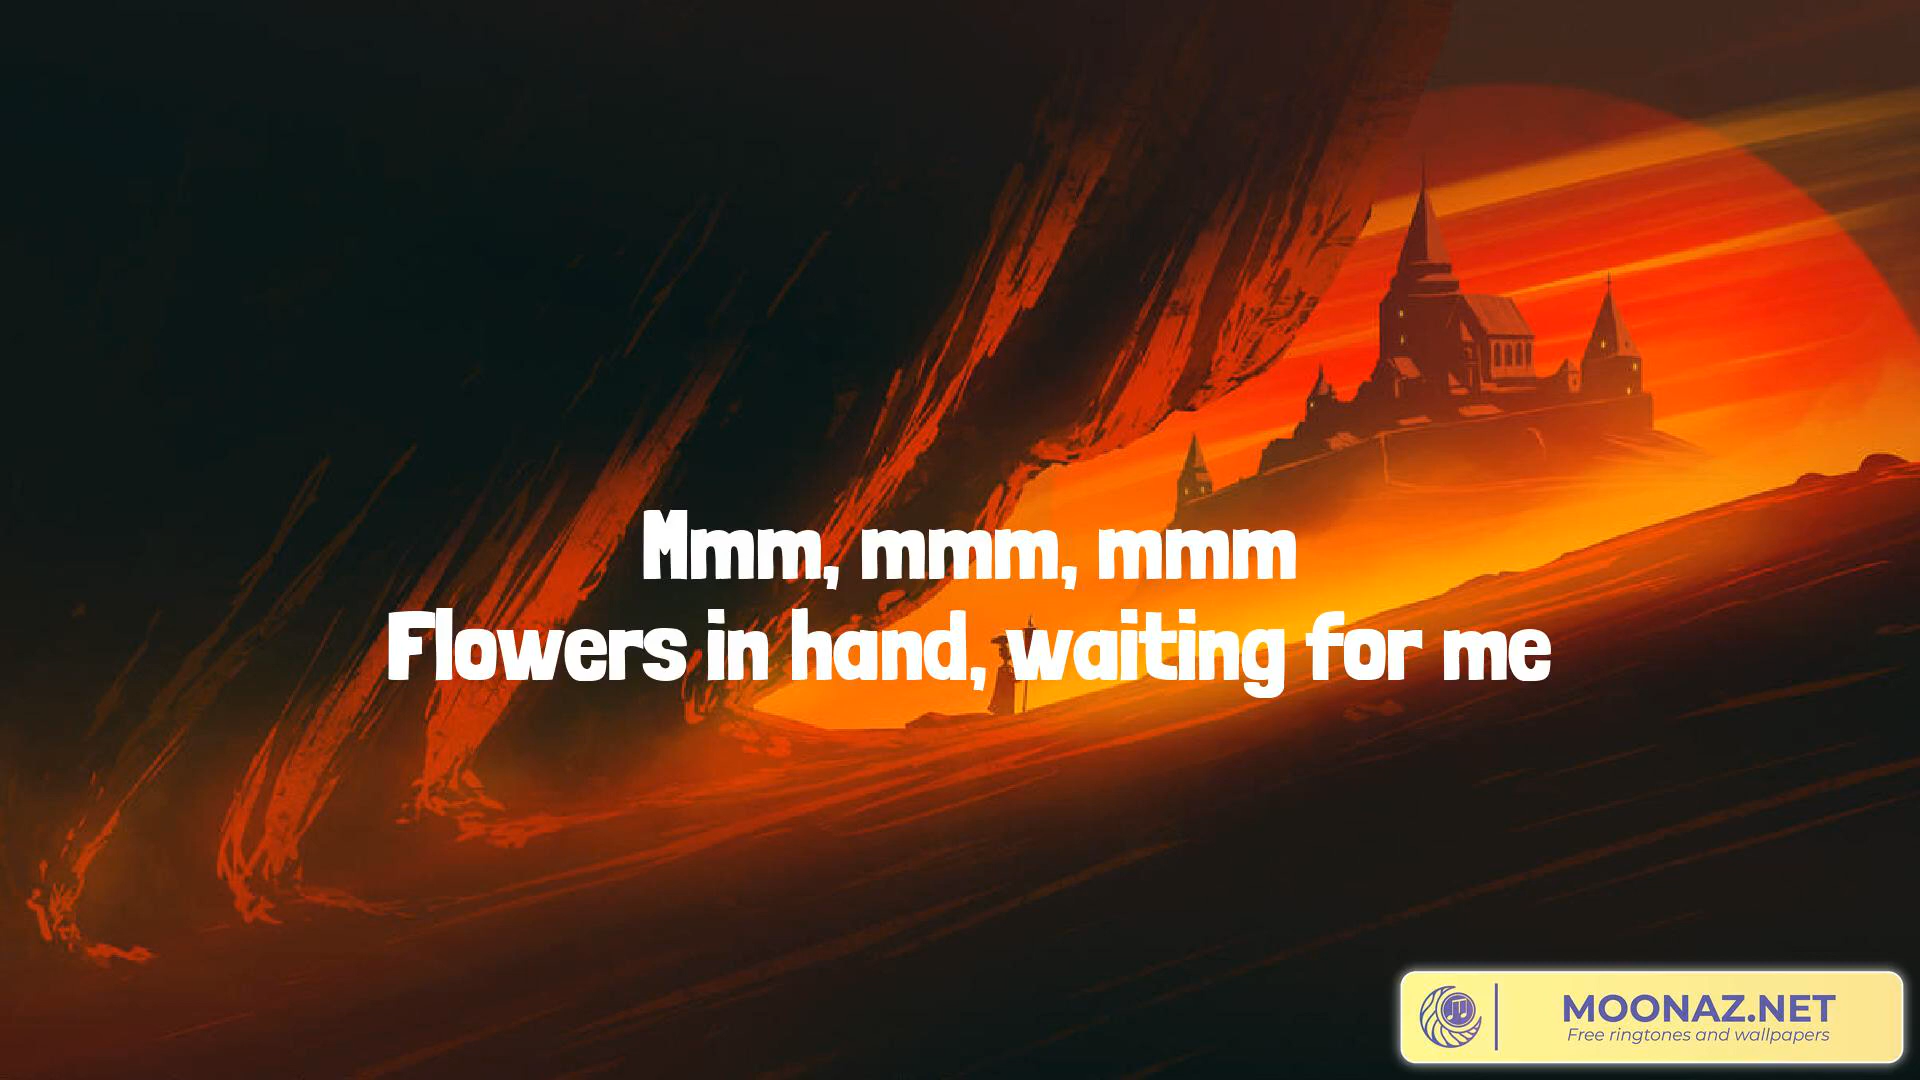 Mmm, mmm, mmm
Flowers in hand, waiting for me
MOONAZ.NET
Free ringtones and wallpapers